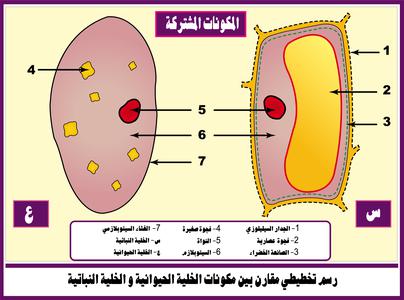 المكونات المشتركة
1
2
3
4
5
6
7
س
ع
1- الجدار السيليلوزي
2- فجوة عصارية
3- الصانعة الخضراء
4- فجوة صغيرة
5- النواة
6- السيتوبلازم
7- الغشاء السيتوبلازمي
س- الخلية النباتية
ع- الخلية الحيوانية
رسم تخطيطي مقارن بين مكونات الخلية الحيوانية و الخلية النباتية